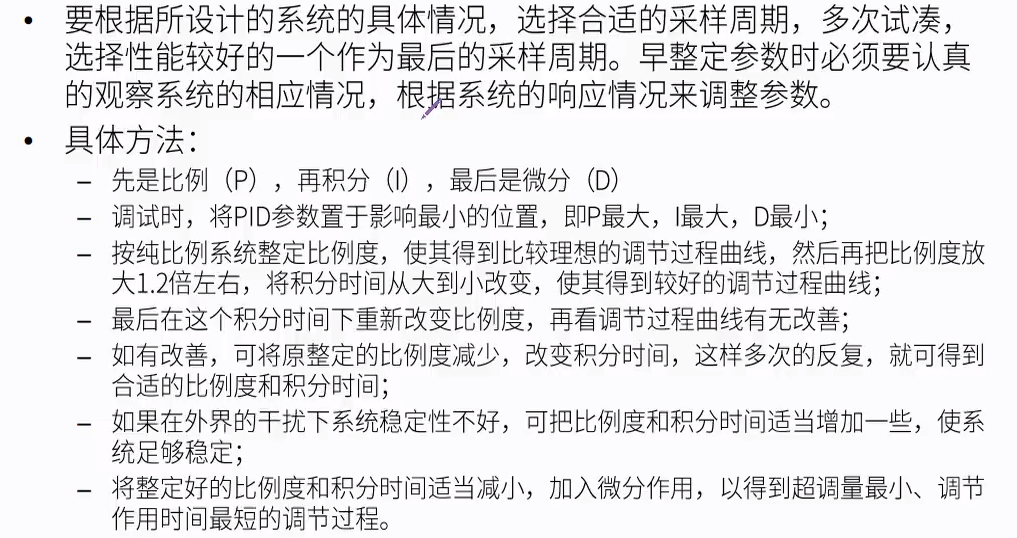 • 要根据所设计的系统的具体情况，选择合适的采样周期，多次试凑，
选择性能较好的一个作为最后的采样周期。早整定参数时必须要认真
的观察系统的相应情况，根据系统的响应情况来调整参数。
• 具体方法：
– 先是比例（P），再积分（I），最后是微分（D）
– 调试时，将PID参数置于影响最小的位置，即P最大，I最大，D最小；
– 按纯比例系统整定比例度，使其得到比较理想的调节过程曲线，然后再把比例度放
大1.2倍左右，将积分时间从大到小改变，使其得到较好的调节过程曲线；
– 最后在这个积分时间下重新改变比例度，再看调节过程曲线有无改善；
– 如有改善，可将原整定的比例度减少，改变积分时间，这样多次的反复，就可得到
合适的比例度和积分时间；
– 如果在外界的干扰下系统稳定性不好，可把比例度和积分时间适当增加一些，使系
统足够稳定；
– 将整定好的比例度和积分时间适当减小，加入微分作用，以得到超调量最小、调节
作用时间最短的调节过程。